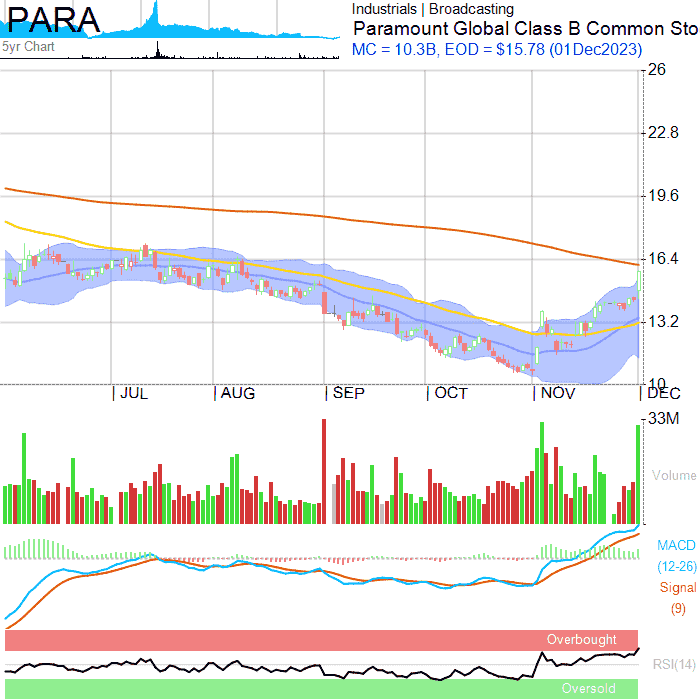 PARA
5yr Chart
Industrials | Broadcasting
Paramount Global Class B Common Sto
MC = 10.3B, EOD = $15.78 (01Dec2023)
26
22.8
19.6
16.4
13.2
10
JUL
AUG
SEP
OCT
NOV
DEC
33M
Volume
MACD
(12-26)
Signal
(9)
Overbought
RSI(14)
Oversold